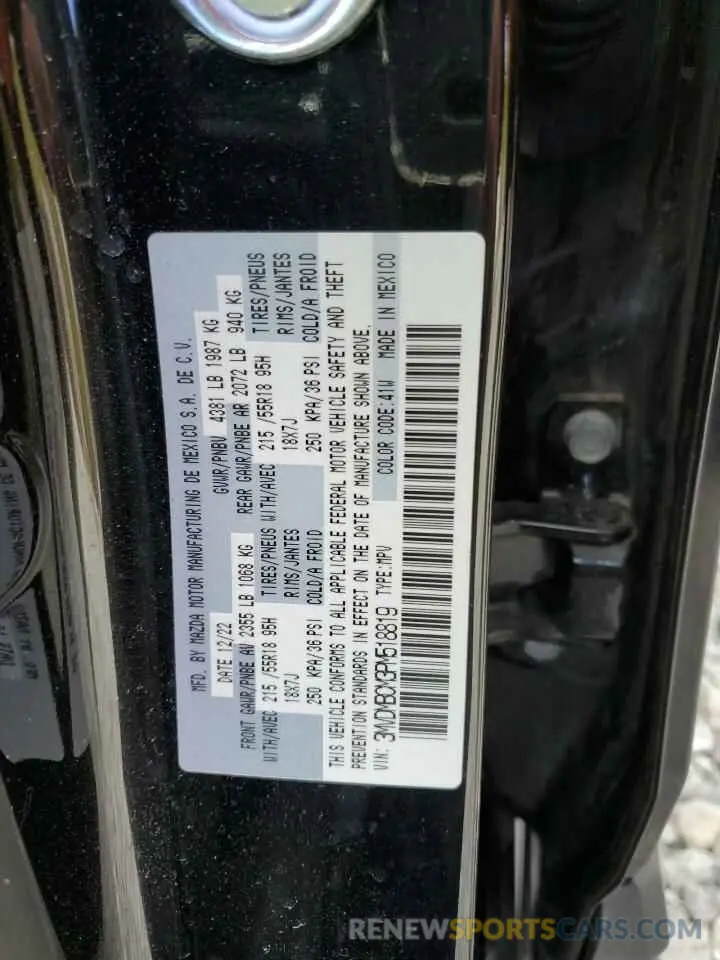 MFD. BY MAZDA MOTOR MANUFACTURING DE MEXICO S.A. DE C.V.
DATE 12/22 GVWR/PNBV 4381 LB 1987 KG
FRONT GAWR/PNBE AV 2355 LB 1068 KG REAR GAWR/PNBE AR 2072 LB 940 KG
WITH/AVEC 215 /55R18 95H TIRES/PNEUS WITH/AVEC 215 /55R18 95H TIRES/PNEUS
18X7J RIMS/JANTES 18X7J RIMS/JANTES
250 KPA/36 PSI COLD/A FROID 250 KPA/36 PSI COLD/A FROID
THIS VEHICLE CONFORMS TO ALL APPLICABLE FEDERAL MOTOR VEHICLE SAFETY AND THEFT
PREVENTION STANDARDS IN EFFECT ON THE DATE OF MANUFACTURE SHOWN ABOVE.
VIN: 3MVDMBCM3PM518819 TYPE:MPV COLOR CODE:41W MADE IN MEXICO
RENEWSPORTSCARS.COM